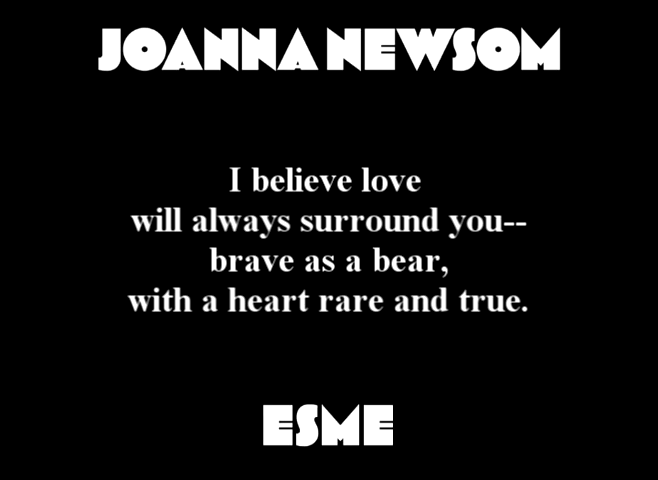 JOANNA NEWSOM
I believe love
will always surround you--
brave as a bear,
with a heart rare and true.
ESME